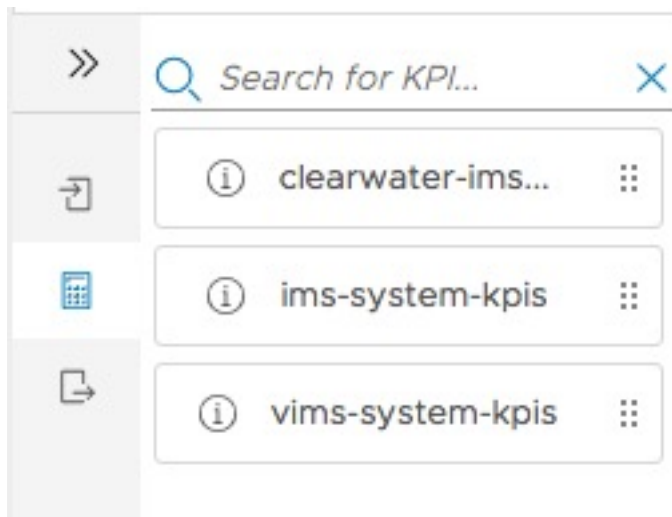 Search for KPI...
clearwater-ims...
ims-system-kpis
vims-system-kpis